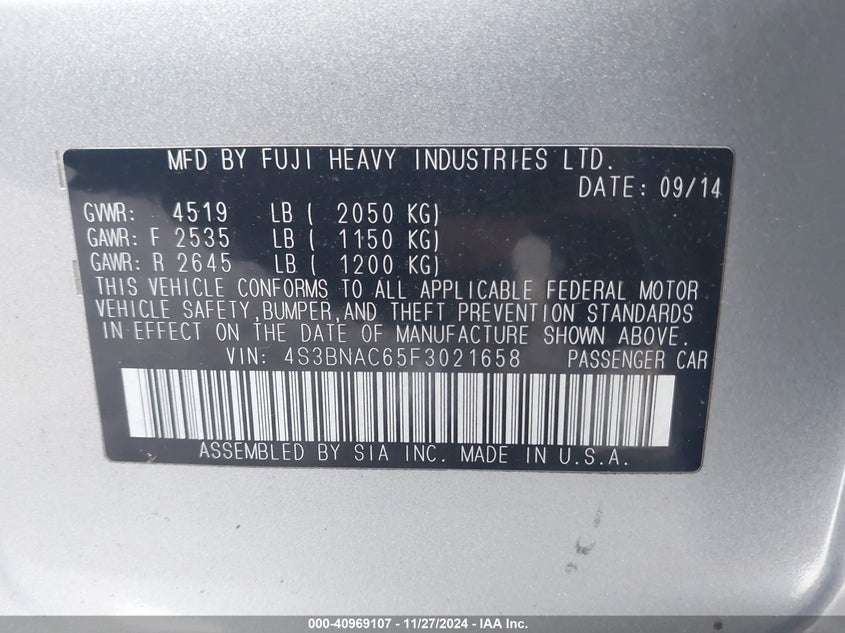 MFD BY FUJI HEAVY INDUSTRIES LTD.
DATE: 09/14
GVWR: 4519 LB ( 2050 KG)
GAWR: F 2535 LB ( 1150 KG)
GAWR: R 2645 LB ( 1200 KG)
THIS VEHICLE CONFORMS TO ALL APPLICABLE FEDERAL MOTOR
VEHICLE SAFETY,BUMPER,AND THEFT PREVENTION STANDARDS
IN EFFECT ON THE DATE OF MANUFACTURE SHOWN ABOVE.
VIN: 4S3BNAC65F3021658 PASSENGER CAR
ASSEMBLED BY SIA INC. MADE IN U.S.A.
000-40969107 - 11/27/2024 - IAA Inc.